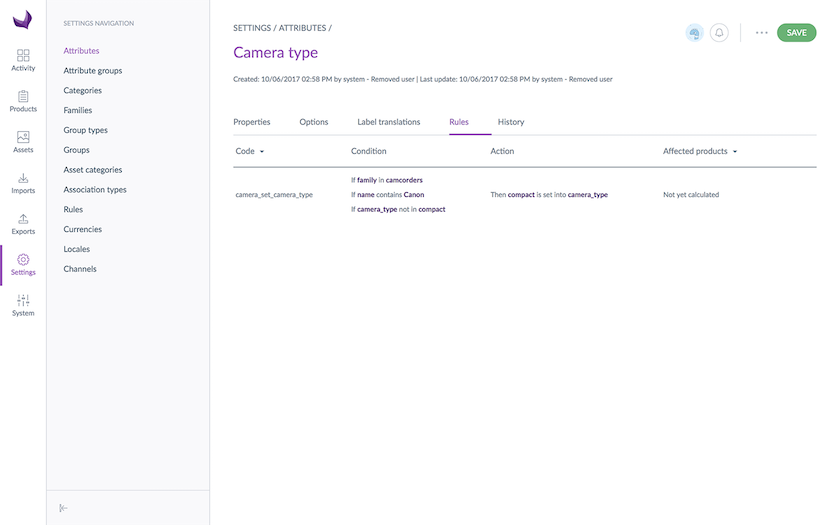 Activity
Products
Assets
Imports
Exports
Settings
System
SETTINGS NAVIGATION
Attributes
Attribute groups
Categories
Families
Group types
Groups
Asset categories
Association types
Rules
Currencies
Locales
Channels
SETTINGS / ATTRIBUTES /
SAVE
Camera type
Created: 10/06/2017 02:58 PM by system - Removed user | Last update: 10/06/2017 02:58 PM by system - Removed user
Properties Options Label translations Rules History
Code Condition Action Affected products
If family in camcorders
camera_set_camera_type If name contains Canon Then compact is set into camera_type Not yet calculated
If camera_type not in compact